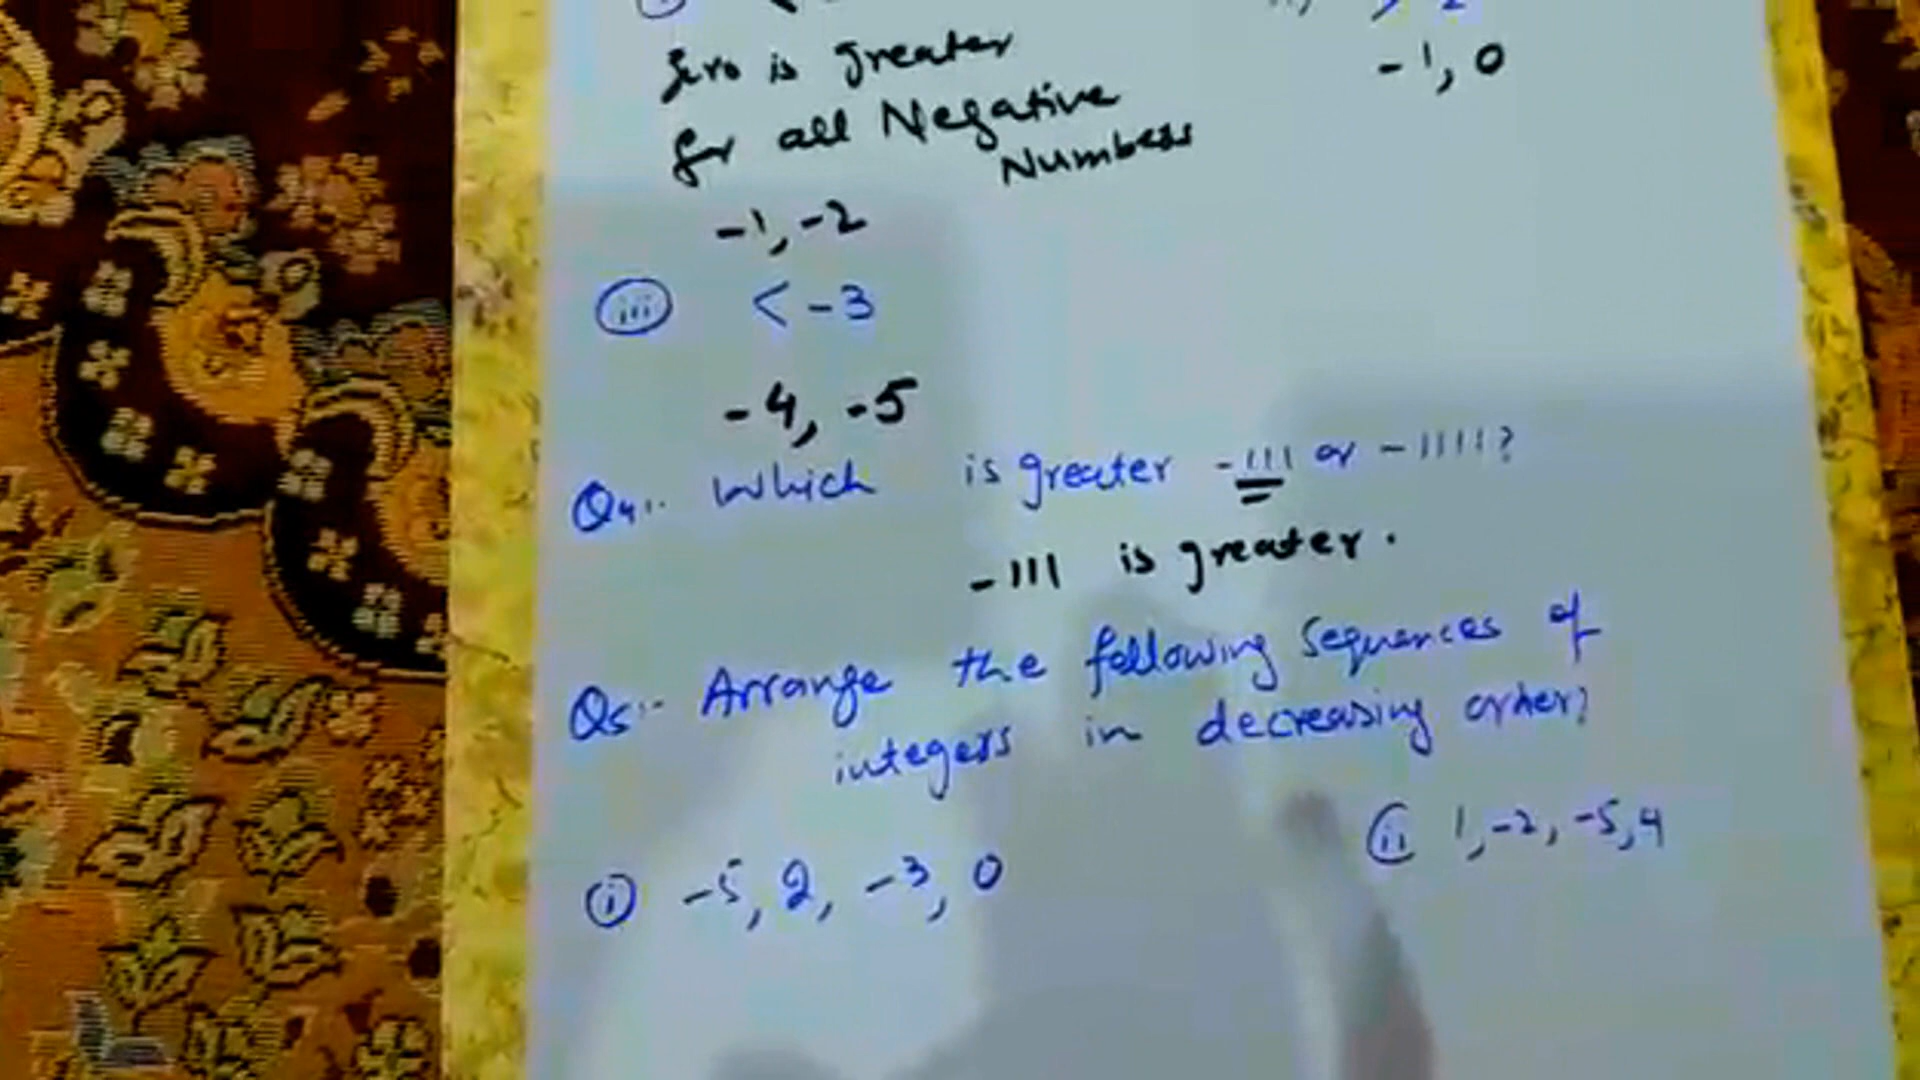 zero is greater
for all Negative
Numbers
-1, 0
-1, -2
iii < -3
-4, -5
Q4:- Which is greater -111 or -1111?
-111 is greater.
Q5:- Arrange the following sequences of
integers in decreasing order?
i -5, 2, -3, 0
ii 1, -2, -5, 4